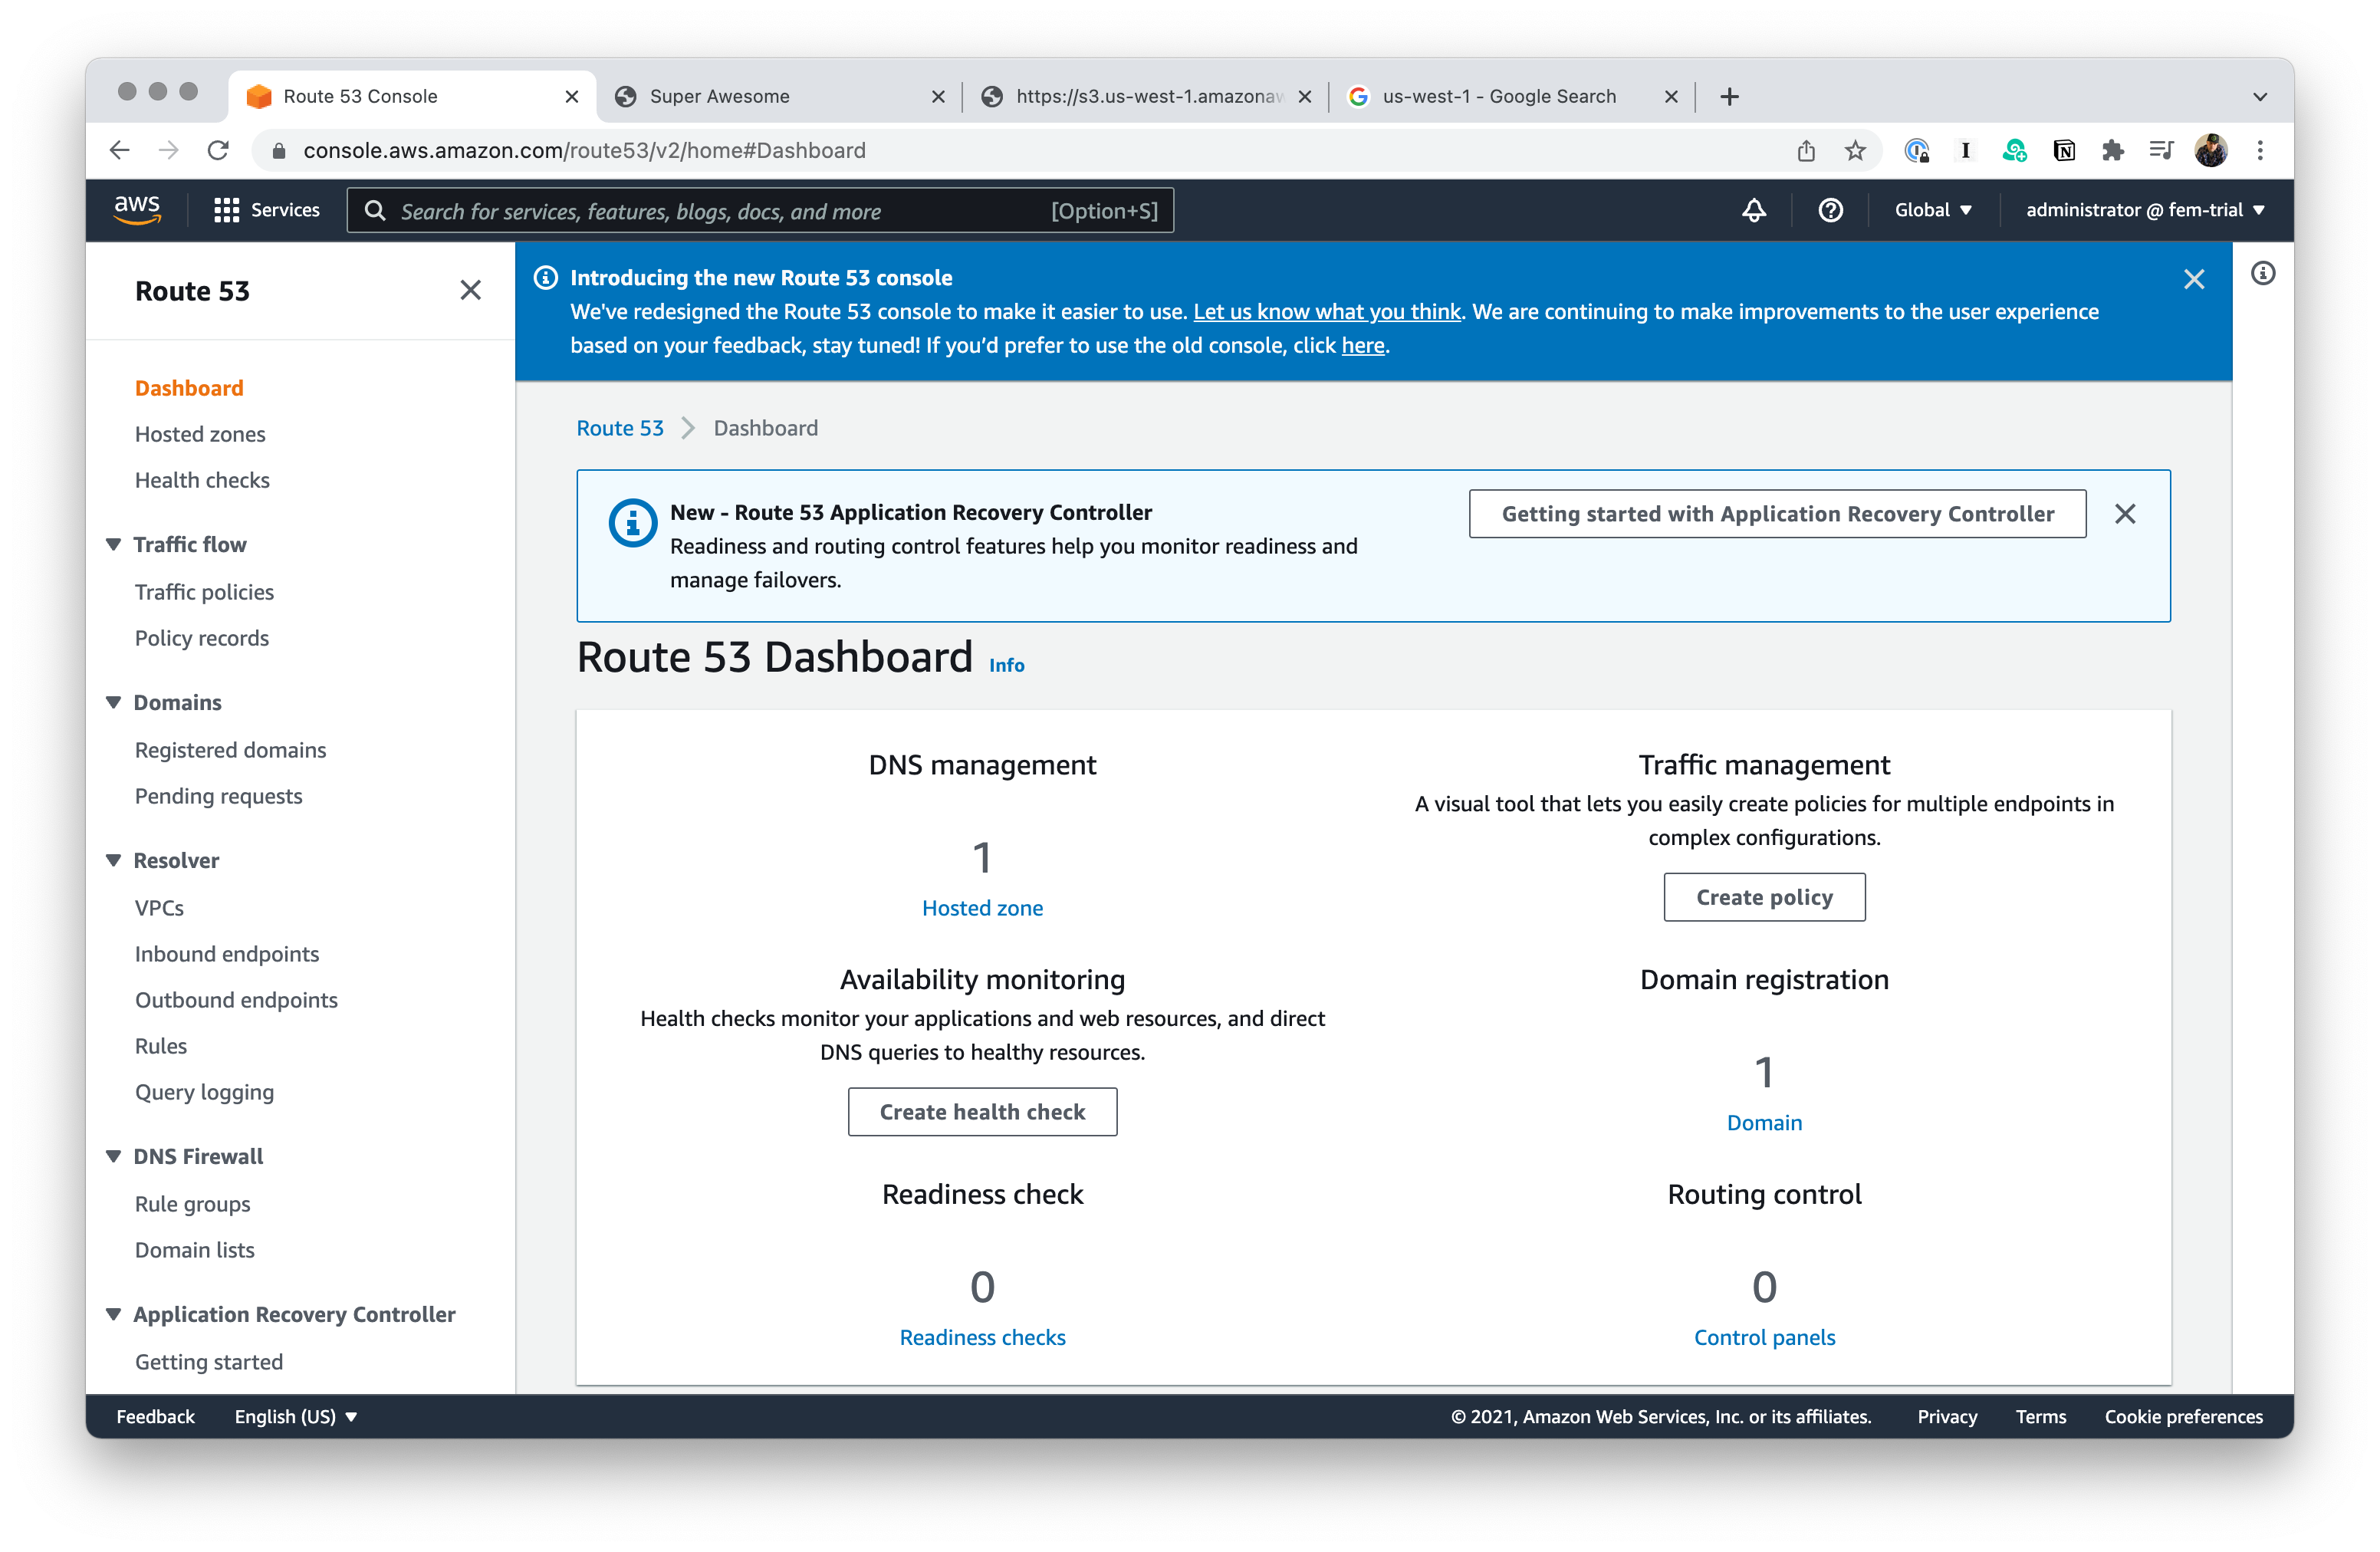 Route 53 Console
Super Awesome
https://s3.us-west-1.amazonaw
us-west-1 - Google Search
console.aws.amazon.com/route53/v2/home#Dashboard
aws
Services
Search for services, features, blogs, docs, and more
[Option+S]
Global
administrator @ fem-trial
Route 53
Dashboard
Hosted zones
Health checks
Traffic flow
Traffic policies
Policy records
Domains
Registered domains
Pending requests
Resolver
VPCs
Inbound endpoints
Outbound endpoints
Rules
Query logging
DNS Firewall
Rule groups
Domain lists
Application Recovery Controller
Getting started
Introducing the new Route 53 console
We've redesigned the Route 53 console to make it easier to use. Let us know what you think. We are continuing to make improvements to the user experience
based on your feedback, stay tuned! If you’d prefer to use the old console, click here.
Route 53
Dashboard
New - Route 53 Application Recovery Controller
Readiness and routing control features help you monitor readiness and
manage failovers.
Getting started with Application Recovery Controller
Route 53 Dashboard Info
DNS management
1
Hosted zone
Traffic management
A visual tool that lets you easily create policies for multiple endpoints in
complex configurations.
Create policy
Availability monitoring
Health checks monitor your applications and web resources, and direct
DNS queries to healthy resources.
Create health check
Domain registration
1
Domain
Readiness check
0
Readiness checks
Routing control
0
Control panels
Feedback
English (US)
© 2021, Amazon Web Services, Inc. or its affiliates.
Privacy
Terms
Cookie preferences